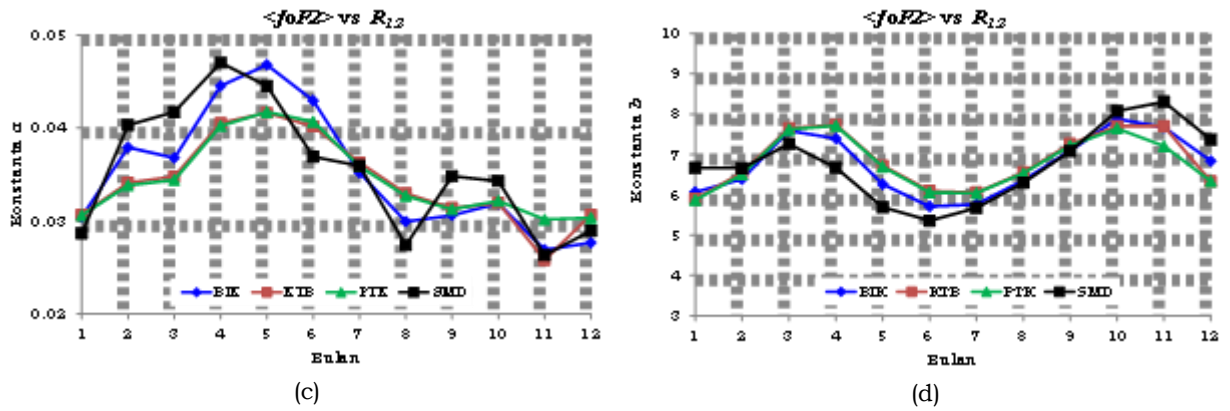 <foF2> vs R12
0.05
0.04
0.03
0.02
Konstanta a
BIK KTB PTK SMD
1 2 3 4 5 6 7 8 9 10 11 12
Bulan
(c)
<foF2> vs R12
10
9
8
7
6
5
4
3
Konstanta b
BIK KTB PTK SMD
1 2 3 4 5 6 7 8 9 10 11 12
Bulan
(d)